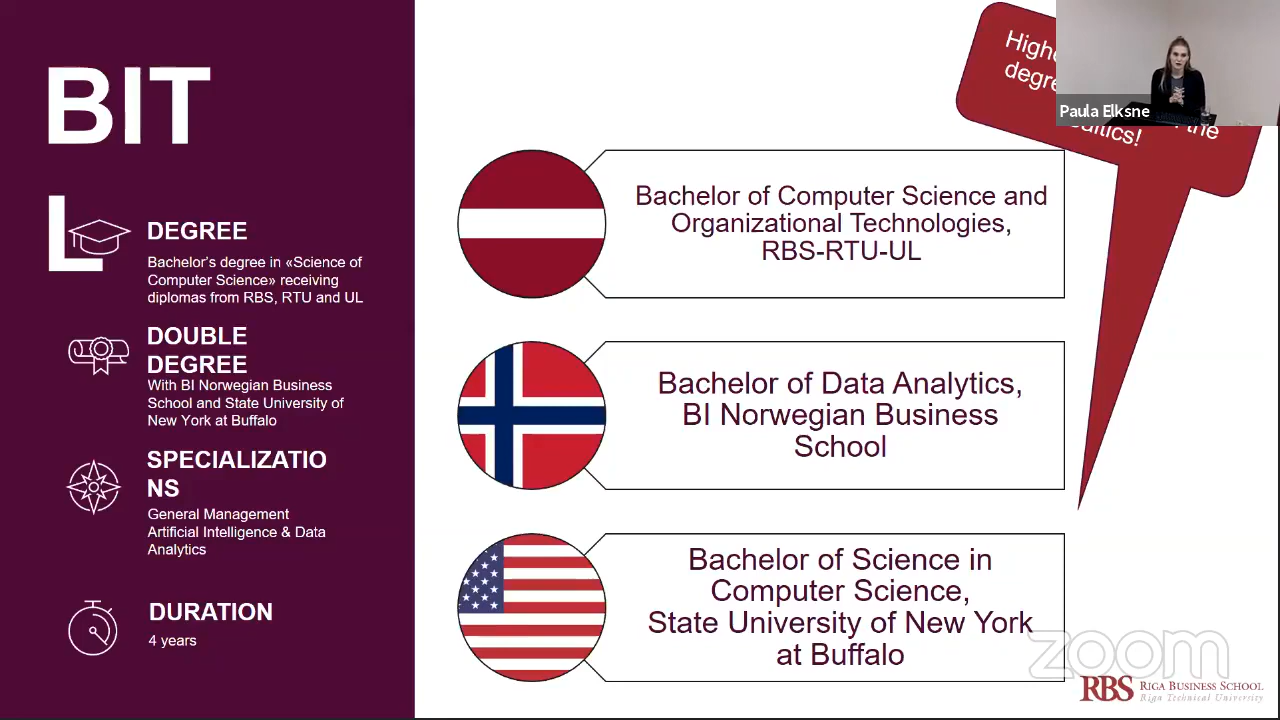 BIT
L
DEGREE
Bachelor's degree in «Science of
Computer Science» receiving
diplomas from RBS, RTU and UL
DOUBLE
DEGREE
With BI Norwegian Business
School and State University of
New York at Buffalo
SPECIALIZATIO
NS
General Management
Artificial Intelligence & Data
Analytics
DURATION
4 years
Bachelor of Computer Science and
Organizational Technologies,
RBS-RTU-UL
Bachelor of Data Analytics,
BI Norwegian Business
School
Bachelor of Science in
Computer Science,
State University of New York
at Buffalo
the
Paula Elksne
zoom
RBS RIGA BUSINESS SCHOOL
Riga Technical University